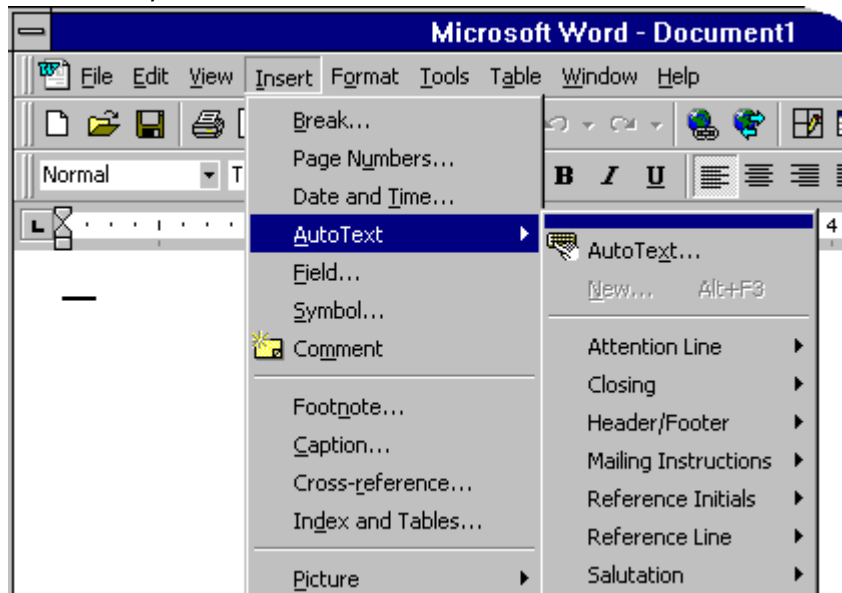 Microsoft Word - Document1
File Edit View Insert Format Tools Table Window Help
Normal T B I U
4
Break...
Page Numbers...
Date and Time...
AutoText
Field...
Symbol...
Comment
Footnote...
Caption...
Cross-reference...
Index and Tables...
Picture
AutoText...
New... Alt+F3
Attention Line
Closing
Header/Footer
Mailing Instructions
Reference Initials
Reference Line
Salutation